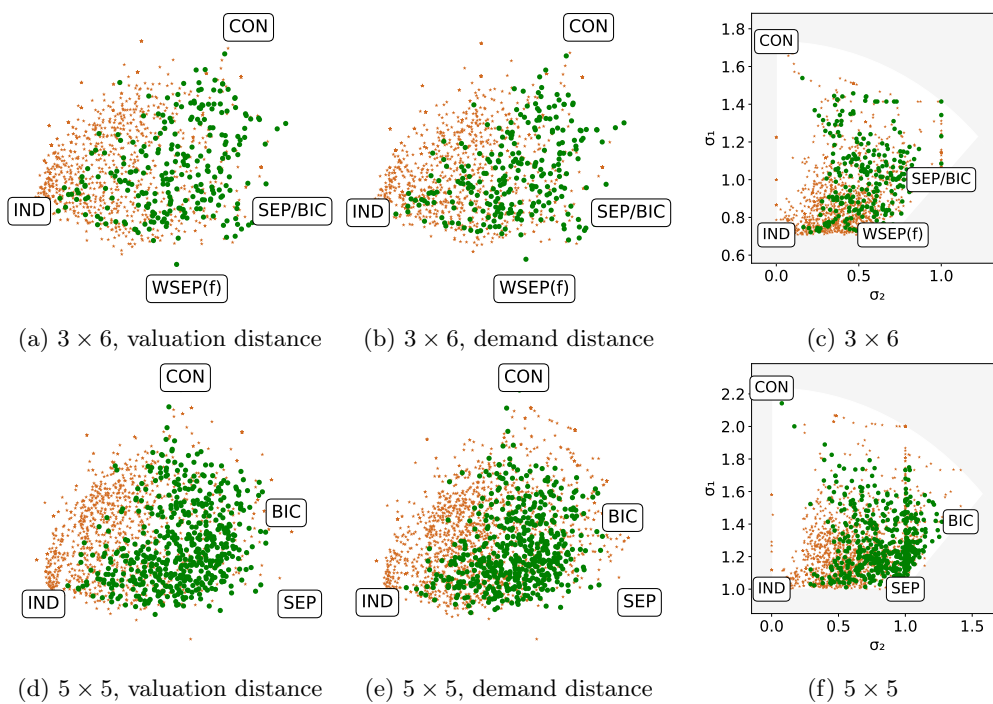 CON
IND
SEP/BIC
WSEP(f)
(a) 3 × 6, valuation distance
CON
IND
SEP/BIC
WSEP(f)
(b) 3 × 6, demand distance
1.8
1.6
1.4
1.2
1.0
0.8
0.6
σ₁
CON
SEP/BIC
IND
WSEP(f)
0.0 0.5 1.0
σ₂
(c) 3 × 6
CON
BIC
IND
SEP
(d) 5 × 5, valuation distance
CON
BIC
IND
SEP
(e) 5 × 5, demand distance
2.2
2.0
1.8
1.6
1.4
1.2
1.0
σ₁
CON
BIC
IND
SEP
0.0 0.5 1.0 1.5
σ₂
(f) 5 × 5